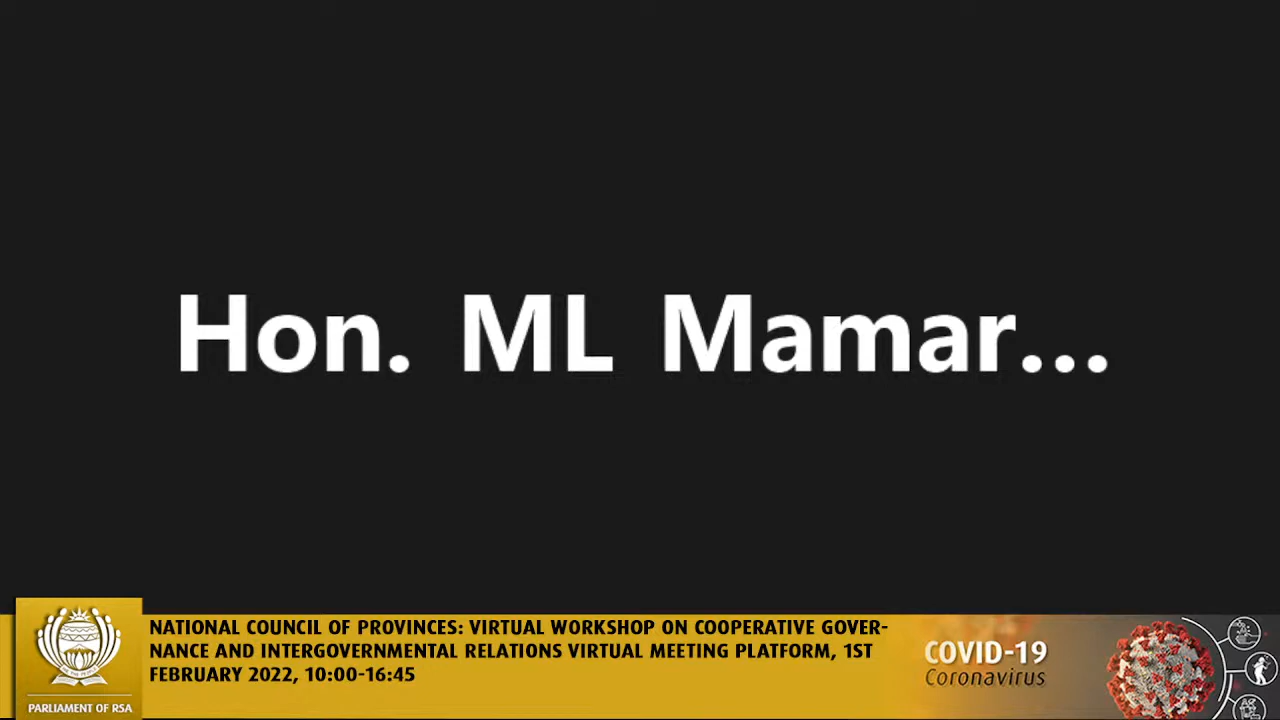 Hon. ML Mamar...
NATIONAL COUNCIL OF PROVINCES: VIRTUAL WORKSHOP ON COOPERATIVE GOVER-
NANCE AND INTERGOVERNMENTAL RELATIONS VIRTUAL MEETING PLATFORM, 1ST
FEBRUARY 2022, 10:00-16:45
COVID-19
Coronavirus
PARLIAMENT OF RSA